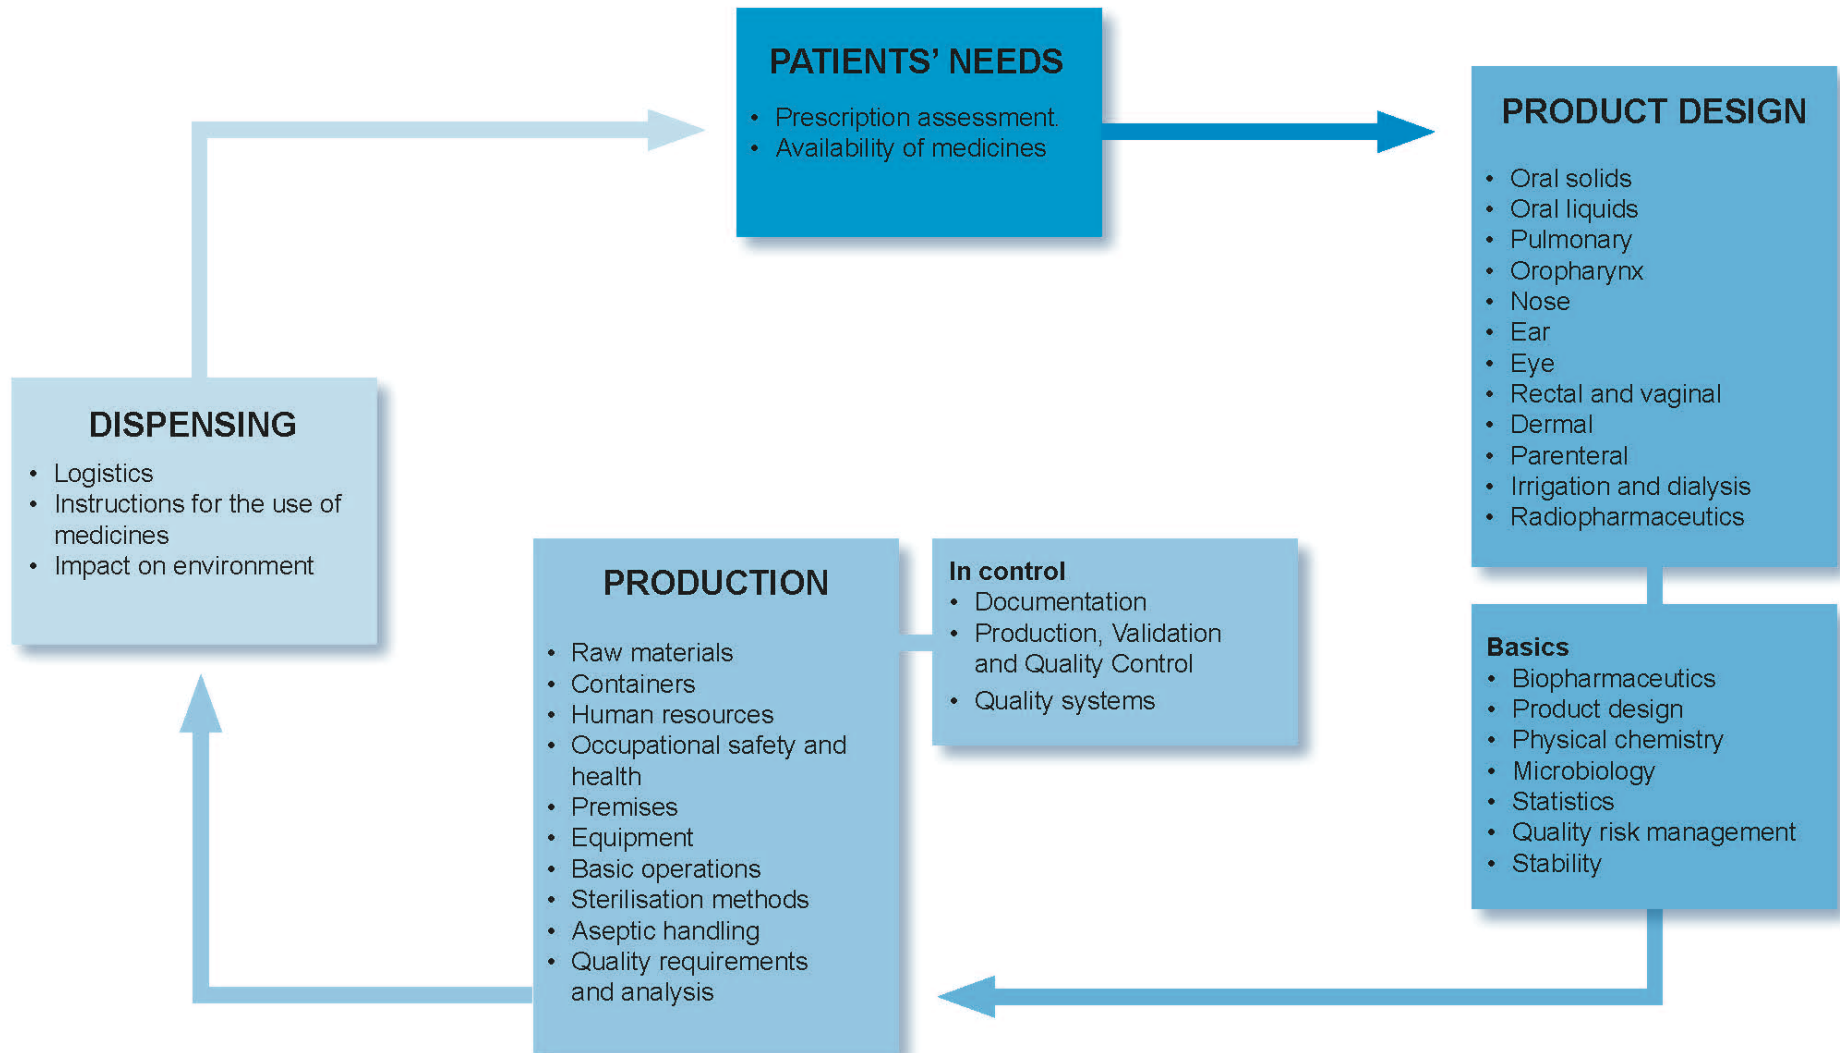 PATIENTS’ NEEDS
• Prescription assessment.
• Availability of medicines
PRODUCT DESIGN
• Oral solids
• Oral liquids
• Pulmonary
• Oropharynx
• Nose
• Ear
• Eye
• Rectal and vaginal
• Dermal
• Parenteral
• Irrigation and dialysis
• Radiopharmaceutics
Basics
• Biopharmaceutics
• Product design
• Physical chemistry
• Microbiology
• Statistics
• Quality risk management
• Stability
PRODUCTION
• Raw materials
• Containers
• Human resources
• Occupational safety and
health
• Premises
• Equipment
• Basic operations
• Sterilisation methods
• Aseptic handling
• Quality requirements
and analysis
In control
• Documentation
• Production, Validation
and Quality Control
• Quality systems
DISPENSING
• Logistics
• Instructions for the use of
medicines
• Impact on environment